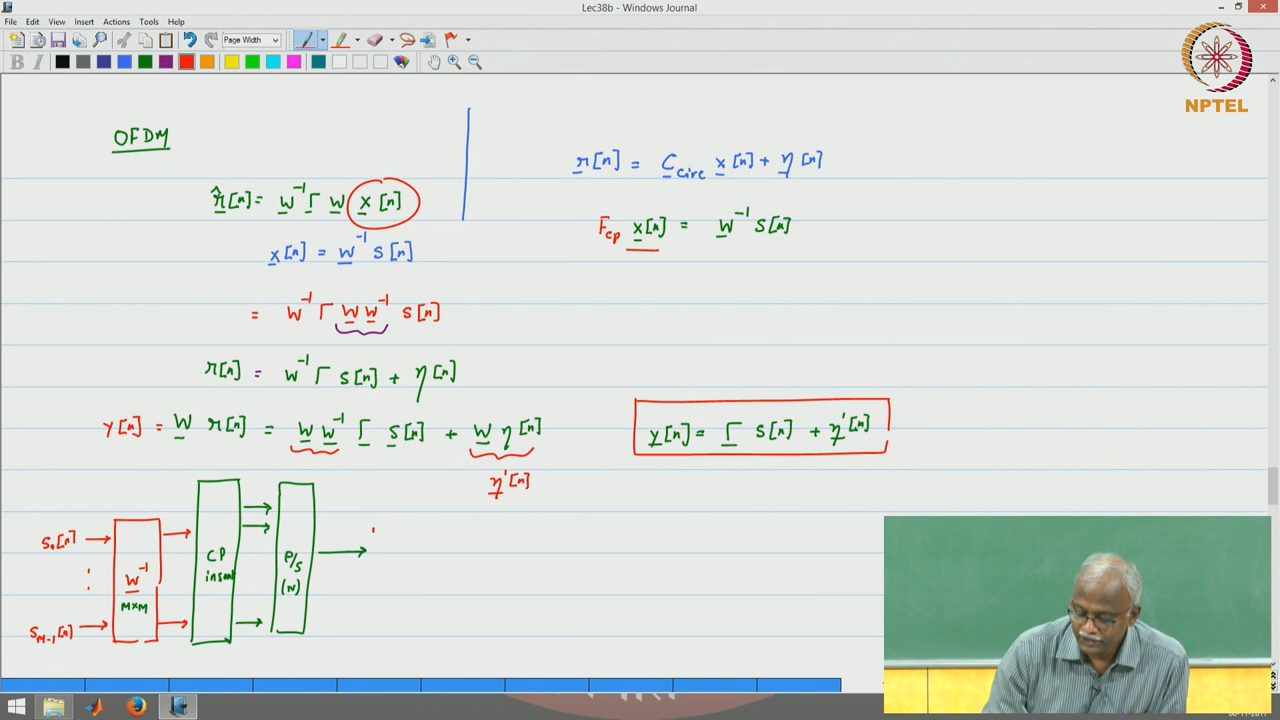 Lec38b - Windows Journal
File Edit View Insert Actions Tools Help
Page Width
B I
NPTEL
OFDM
r̂[n] = W⁻¹ Γ W x[n]
x[n] = W⁻¹ S[n]
= W⁻¹ Γ W W⁻¹ S[n]
r[n] = W⁻¹ Γ S[n] + η[n]
Y[n] = W r[n] = W W⁻¹ Γ S[n] + W η[n]
η'[n]
r[n] = C_circ x[n] + η[n]
F_cp x[n] = W⁻¹ S[n]
y[n] = Γ S[n] + η'[n]
S₀[n]
⋮
S_M-1[n]
W⁻¹
M×M
CP
insert
P/S
(N)